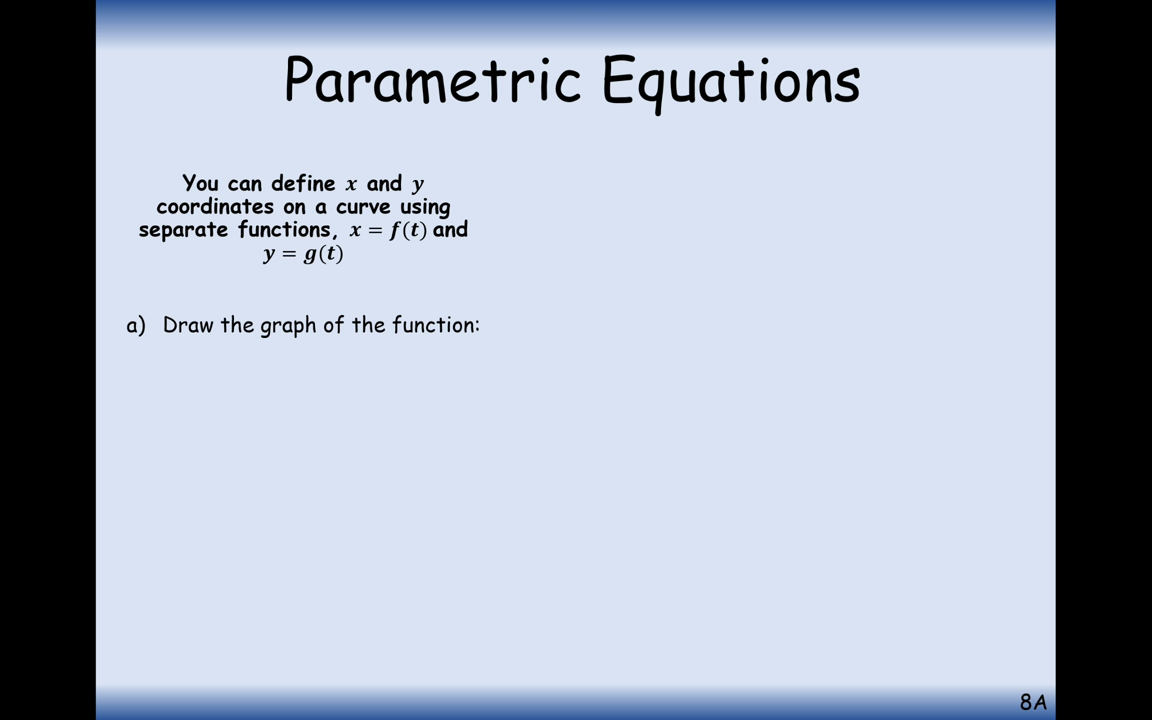 Parametric Equations
You can define x and y
coordinates on a curve using
separate functions, x = f(t) and
y = g(t)
a) Draw the graph of the function:
8A